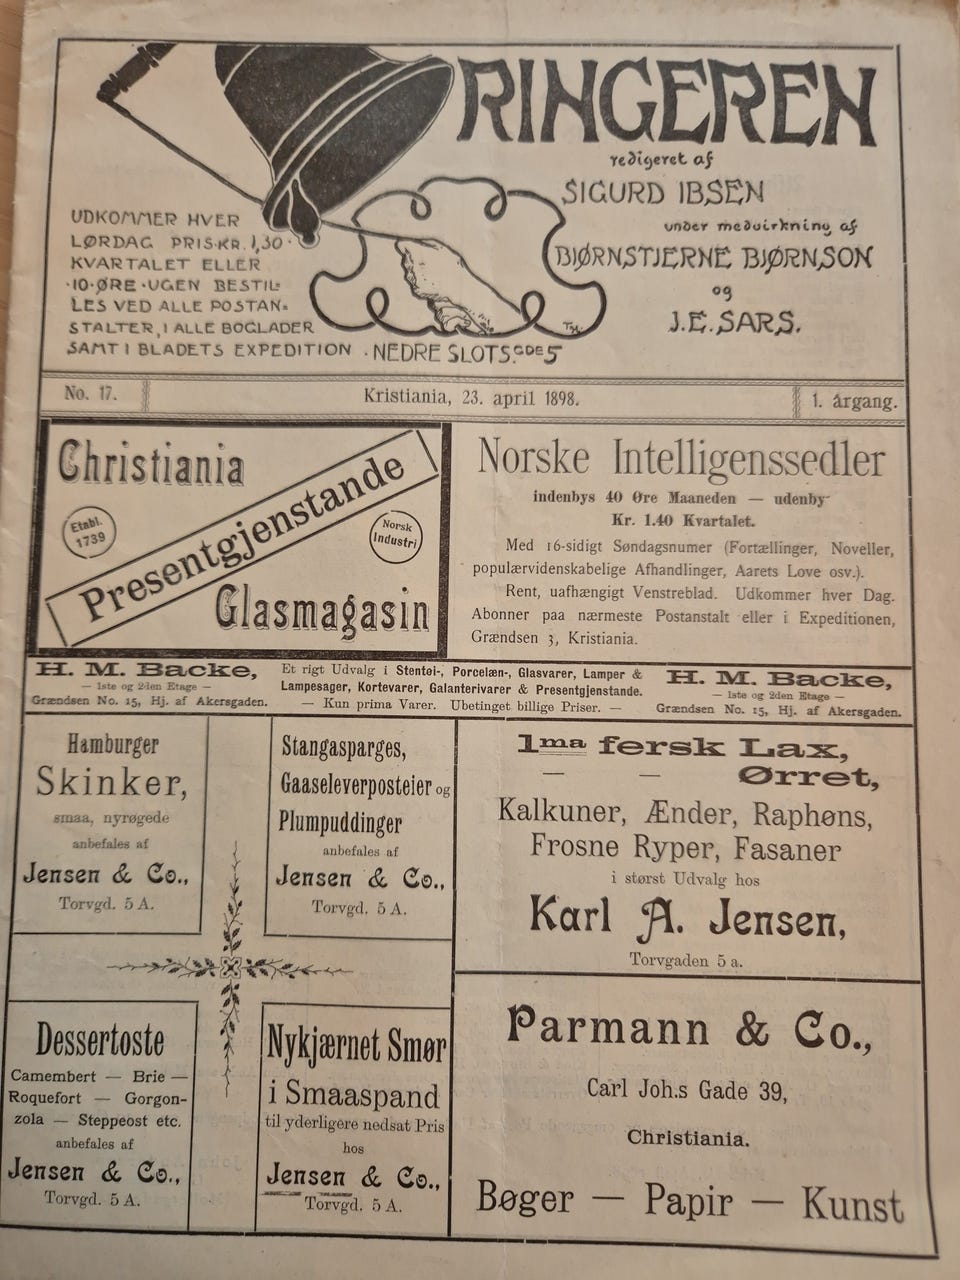 RINGEREN
redigeret af
SIGURD IBSEN
under medvirkning af
BJØRNSTJERNE BJØRNSON
og
J.E. SARS.
UDKOMMER HVER
LØRDAG PRIS·KR. 1,30·
KVARTALET ELLER
·10·ØRE·UGEN BESTIL=
LES VED ALLE POSTAN=
STALTER, I ALLE BOGLADER
SAMT I BLADETS EXPEDITION · NEDRE SLOTS.GDE 5
No. 17.
Kristiania, 23. april 1898.
1. årgang.
Christiania
Etabl.
1739
Presentgjenstande
Norsk
Industri
Glasmagasin
Norske Intelligenssedler
indenbys 40 Øre Maaneden — udenby
Kr. 1.40 Kvartalet.
Med 16-sidigt Søndagsnumer (Fortællinger, Noveller,
populærvidenskabelige Afhandlinger, Aarets Love osv.).
Rent, uafhængigt Venstreblad. Udkommer hver Dag.
Abonner paa nærmeste Postanstalt eller i Expeditionen,
Grændsen 3, Kristiania.
H. M. Backe,
— 1ste og 2den Etage —
Grændsen No. 15, Hj. af Akersgaden.
Et rigt Udvalg i Stentøi-, Porcelæn-, Glasvarer, Lamper &
Lampesager, Kortevarer, Galanterivarer & Presentgjenstande.
— Kun prima Varer. Ubetinget billige Priser. —
H. M. Backe,
— 1ste og 2den Etage —
Grændsen No. 15, Hj. af Akersgaden.
Hamburger
Skinker,
smaa, nyrøgede
anbefales af
Jensen & Co.,
Torvgd. 5 A.
Stangasparges,
Gaaseleverposteier og
Plumpuddinger
anbefales af
Jensen & Co.,
Torvgd. 5 A.
1ma fersk Lax,
— — Ørret,
Kalkuner, Ænder, Raphøns,
Frosne Ryper, Fasaner
i størst Udvalg hos
Karl A. Jensen,
Torvgaden 5 a.
Dessertoste
Camembert — Brie —
Roquefort — Gorgon-
zola — Steppeost etc.
anbefales af
Jensen & Co.,
Torvgd. 5 A.
Nykjærnet Smør
i Smaaspand
til yderligere nedsat Pris
hos
Jensen & Co.,
Torvgd. 5 A.
Parmann & Co.,
Carl Joh.s Gade 39,
Christiania.
Bøger — Papir — Kunst